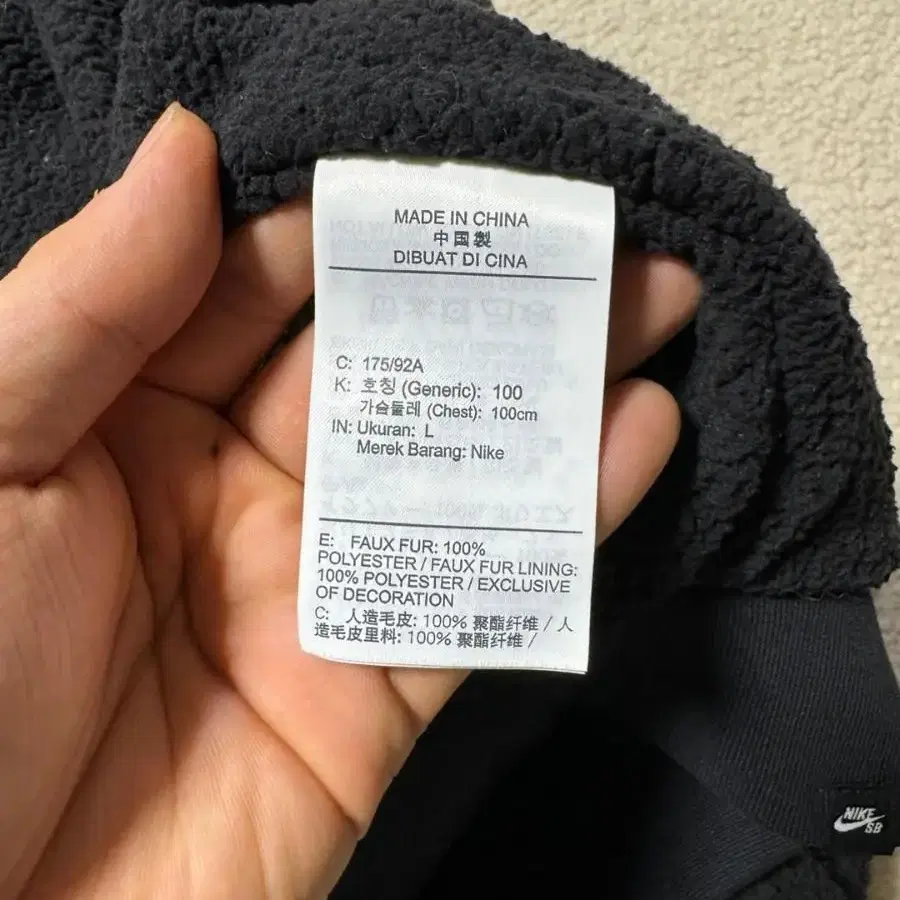 MADE IN CHINA
中国製
DIBUAT DI CINA
C: 175/92A
K: 호칭 (Generic): 100
가슴둘레 (Chest): 100cm
IN: Ukuran: L
Merek Barang: Nike
E: FAUX FUR: 100%
POLYESTER / FAUX FUR LINING:
100% POLYESTER / EXCLUSIVE
OF DECORATION
C: 人造毛皮: 100% 聚酯纤维 / 人
造毛皮里料: 100% 聚酯纤维 /
NIKE
SB